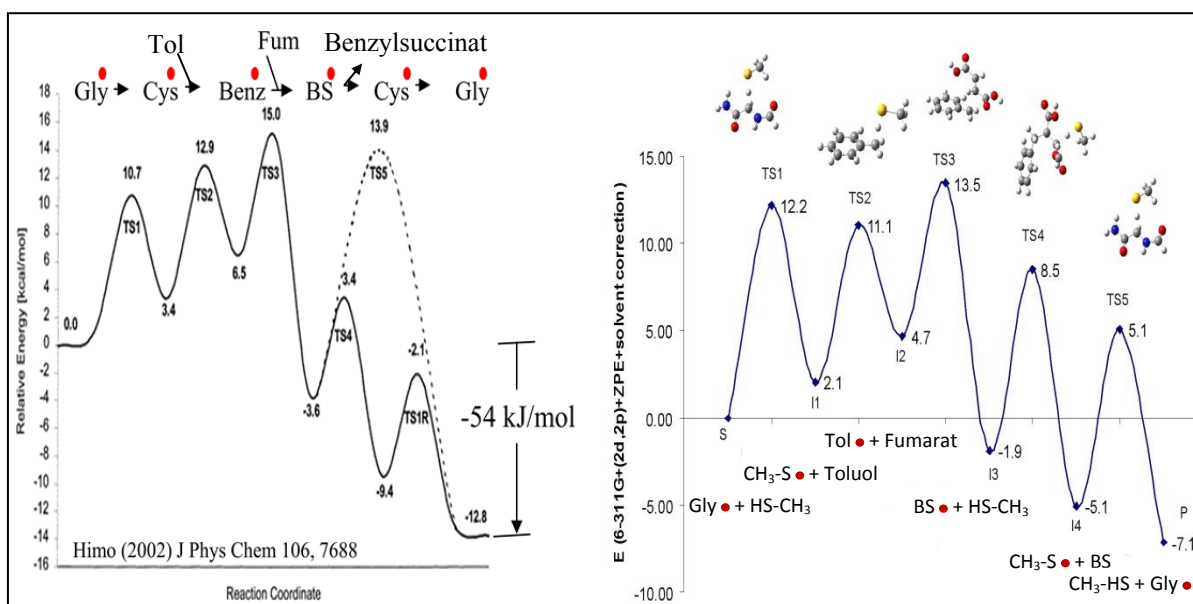 Tol Fum Benzylsuccinat
Gly Cys Benz BS Cys Gly
Relative Energy [kcal/mol]
16
14
12
10
8
6
4
2
0
-2
-4
-6
-8
-10
-12
-14
-16
0.0
10.7
TS1
3.4
12.9
TS2
6.5
15.0
TS3
-3.6
13.9
TS5
3.4
TS4
-9.4
-2.1
TS1R
-12.8
-54 kJ/mol
Himo (2002) J Phys Chem 106, 7688
Reaction Coordinate
E (6-311G+(2d,2p)+ZPE+solvent correction)
15.00
10.00
5.00
0.00
-5.00
-10.00
S
TS1
12.2
I1
2.1
TS2
11.1
I2
4.7
TS3
13.5
I3
-1.9
TS4
8.5
I4
-5.1
TS5
5.1
P
-7.1
Tol + Fumarat
CH₃-S + Toluol
Gly + HS-CH₃
BS + HS-CH₃
CH₃-S + BS
CH₃-HS + Gly